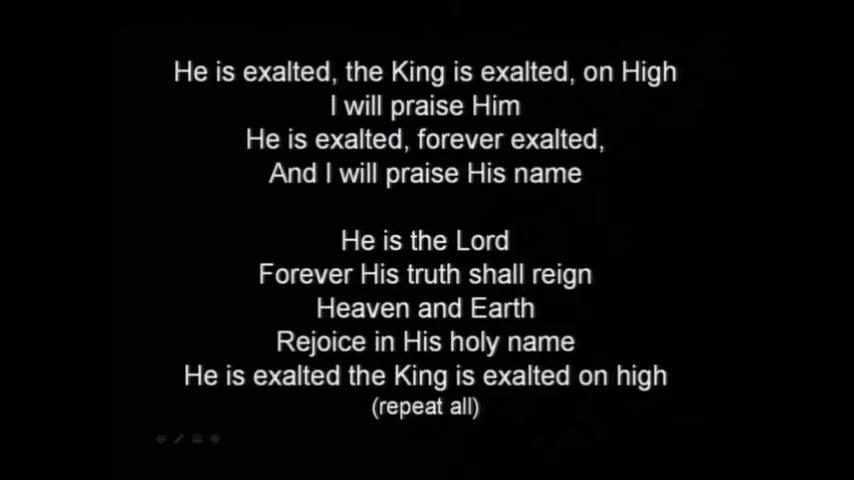 He is exalted, the King is exalted, on High
I will praise Him
He is exalted, forever exalted,
And I will praise His name
He is the Lord
Forever His truth shall reign
Heaven and Earth
Rejoice in His holy name
He is exalted the King is exalted on high
(repeat all)